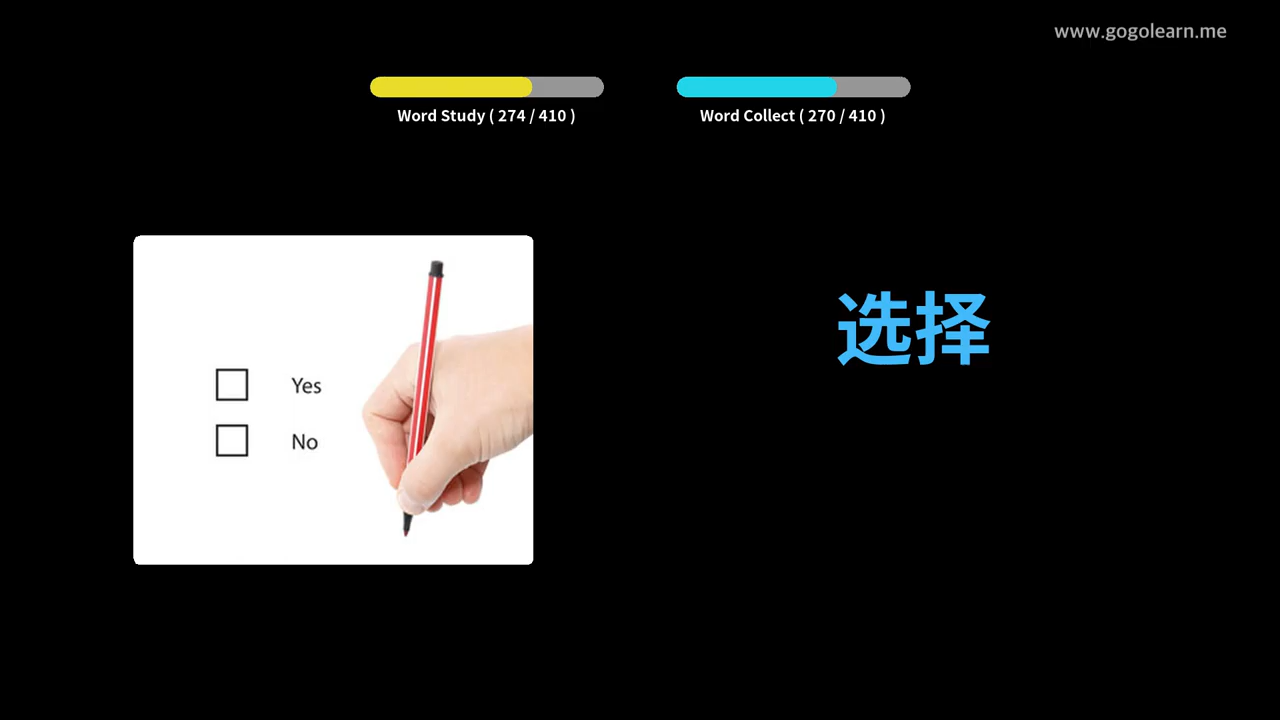 www.gogolearn.me
Word Study ( 274 / 410 )
Word Collect ( 270 / 410 )
选择
Yes
No